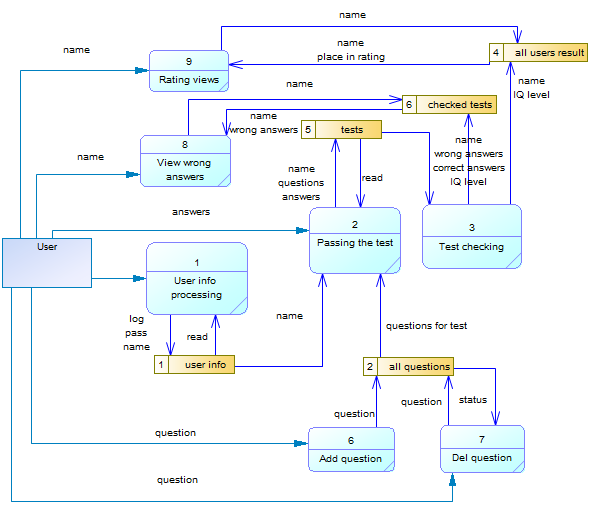 name
name
place in rating
4 all users result
name
9
Rating views
name
IQ level
name
6 checked tests
name
wrong answers
5 tests
8
View wrong
answers
name
name
wrong answers
correct answers
IQ level
name
questions
answers
read
answers
2
Passing the test
3
Test checking
User
1
User info
processing
log
pass
name
read
name
questions for test
1 user info
2 all questions
question
question
status
question
6
Add question
7
Del question
question